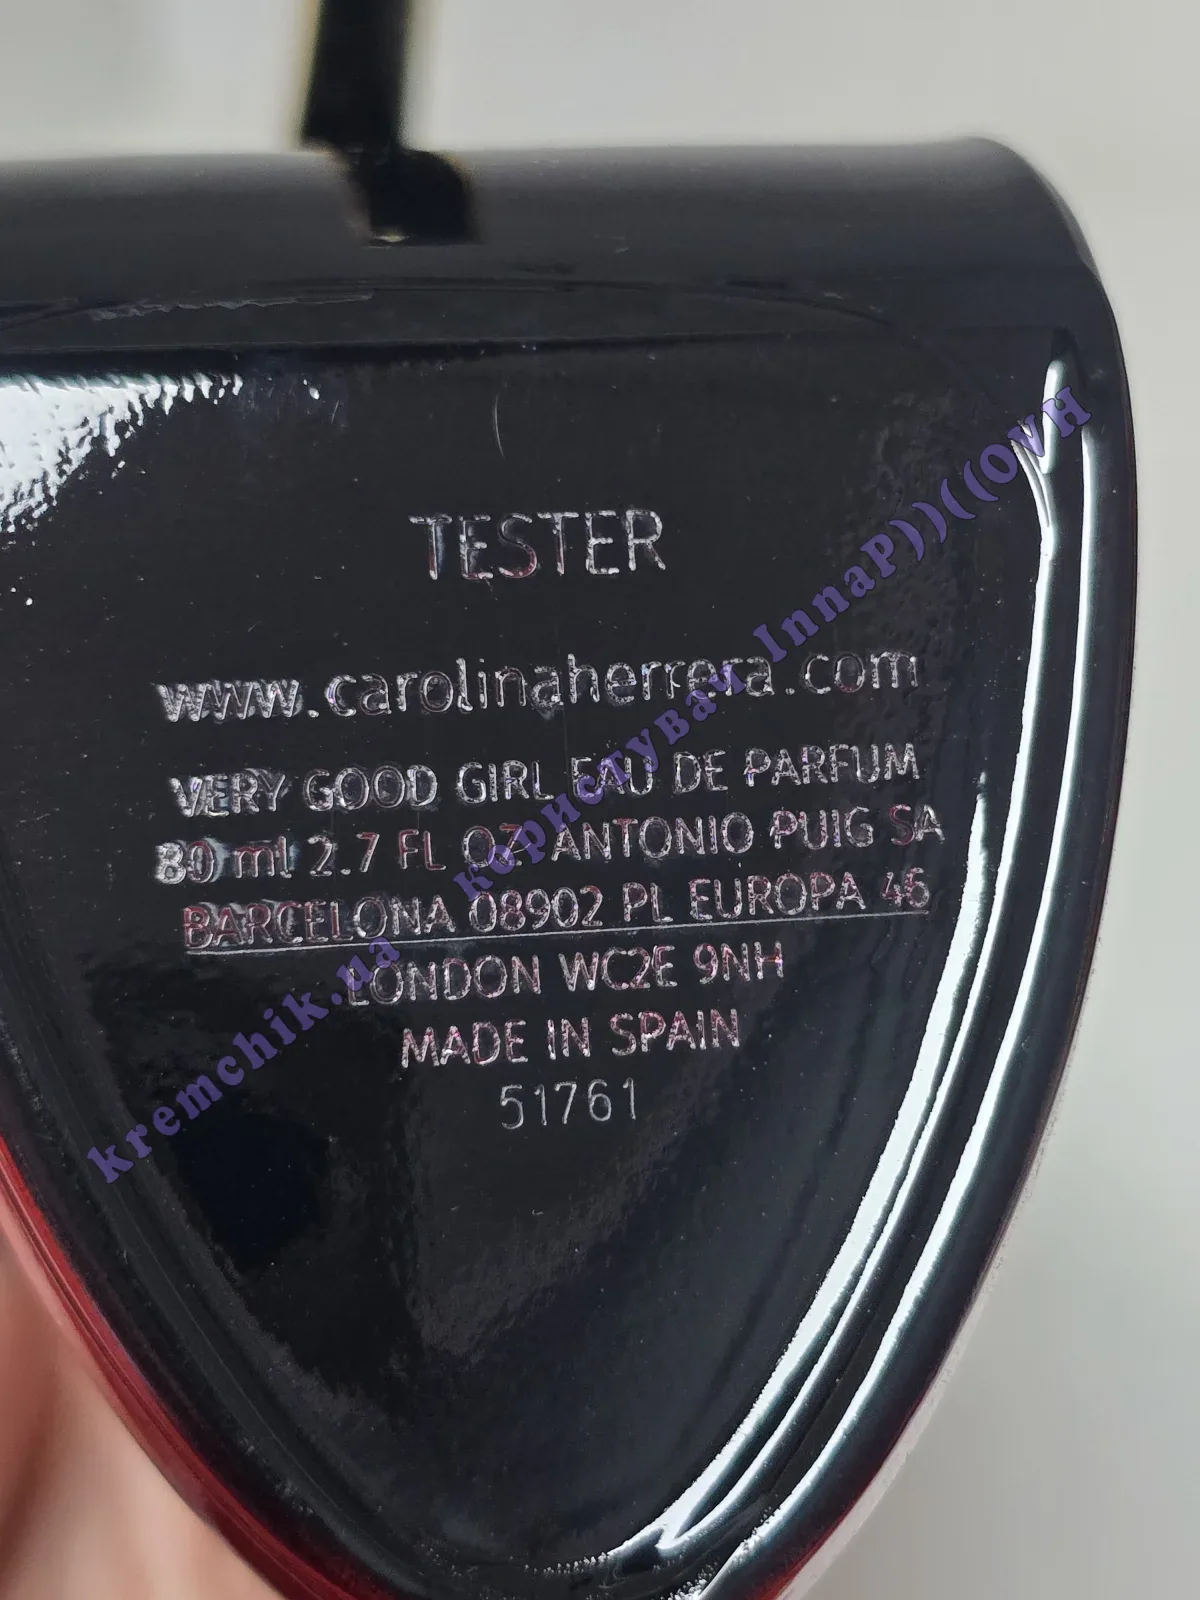 TESTER
www.carolinaherrera.com
VERY GOOD GIRL EAU DE PARFUM
80 ml 2.7 FL OZ ANTONIO PUIG SA
BARCELONA 08902 PL EUROPA 46
LONDON WC2E 9NH
MADE IN SPAIN
51761
kremchik.ua користувач InnaP))((OVH